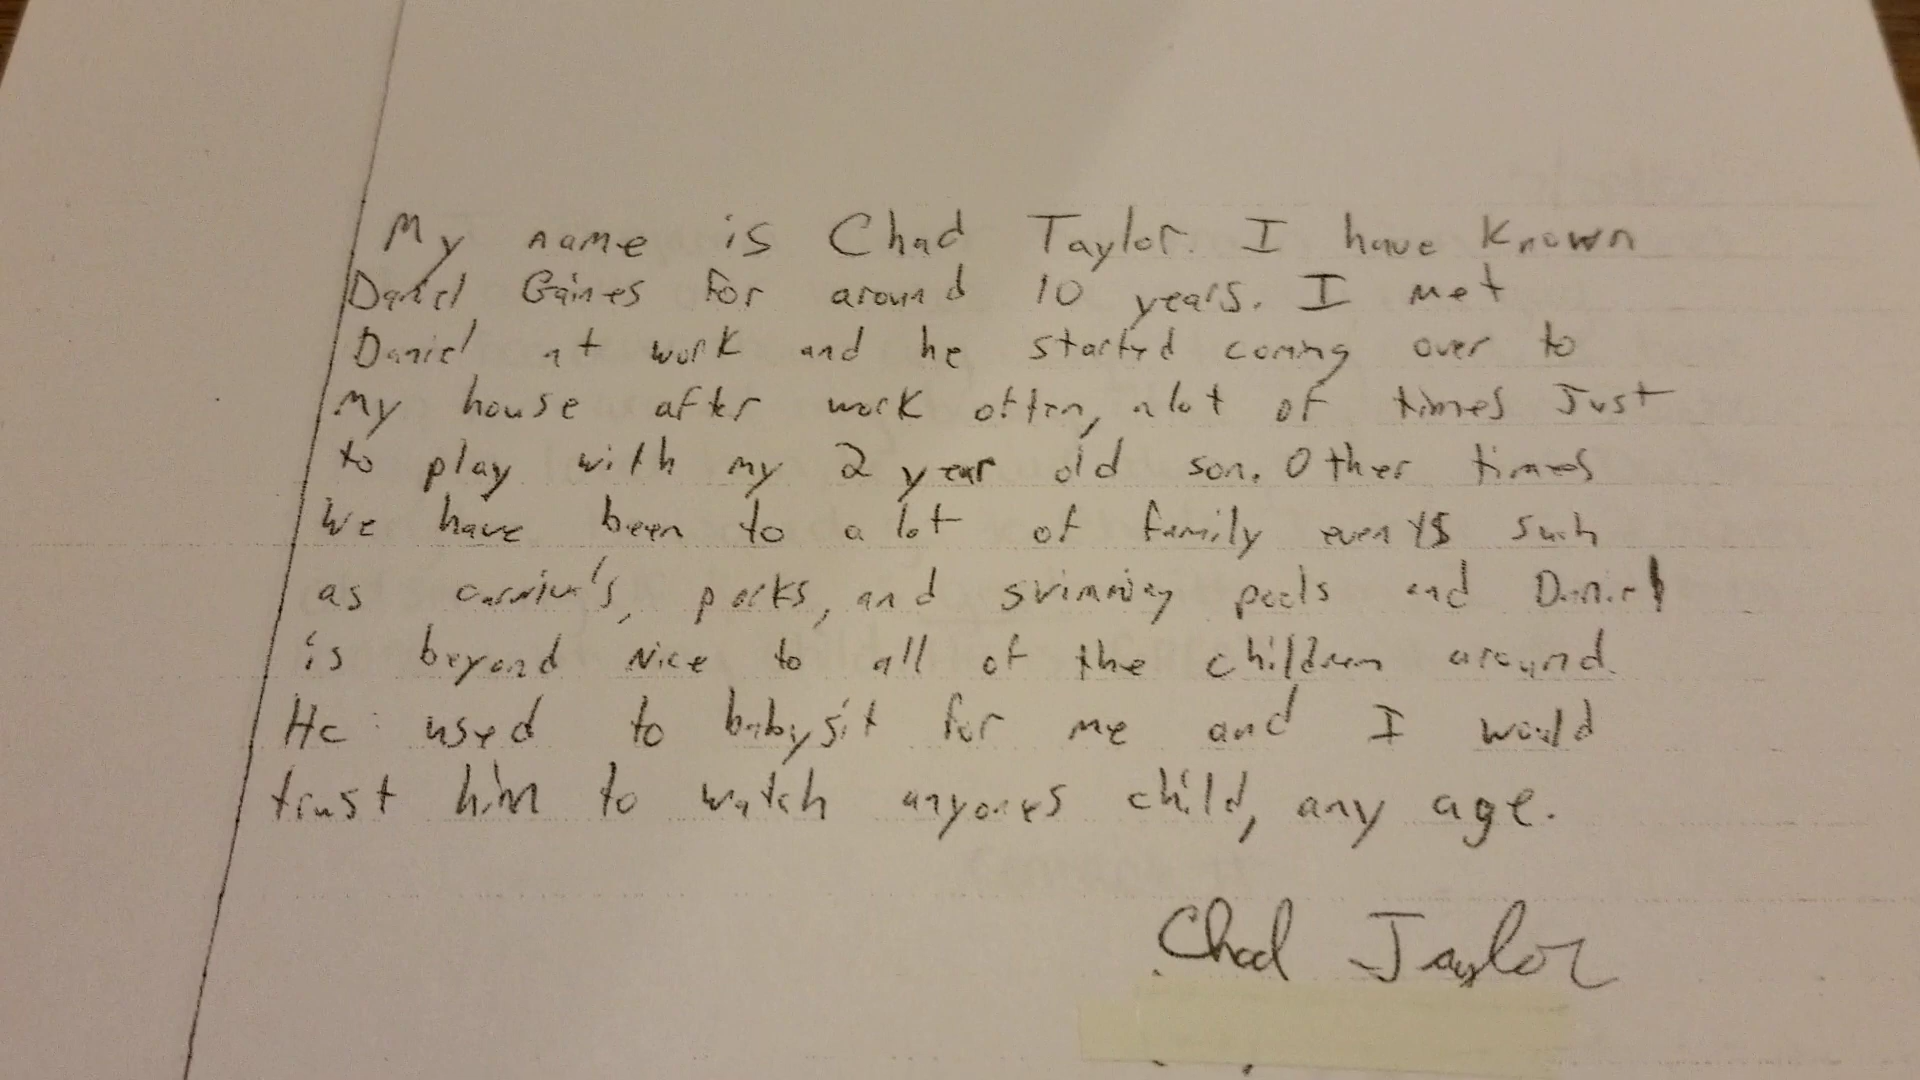 My name is Chad Taylor. I have known
Daniel Gaines for around 10 years. I met
Daniel at work and he started coming over to
my house after work often, alot of times Just
to play with my 2 year old son. Other times
We have been to a lot of family events such
as carnival's, parks, and swimming pools and Daniel
is beyond Nice to all of the children around.
He used to babysit for me and I would
trust him to watch anyones child, any age.
Chad Taylor